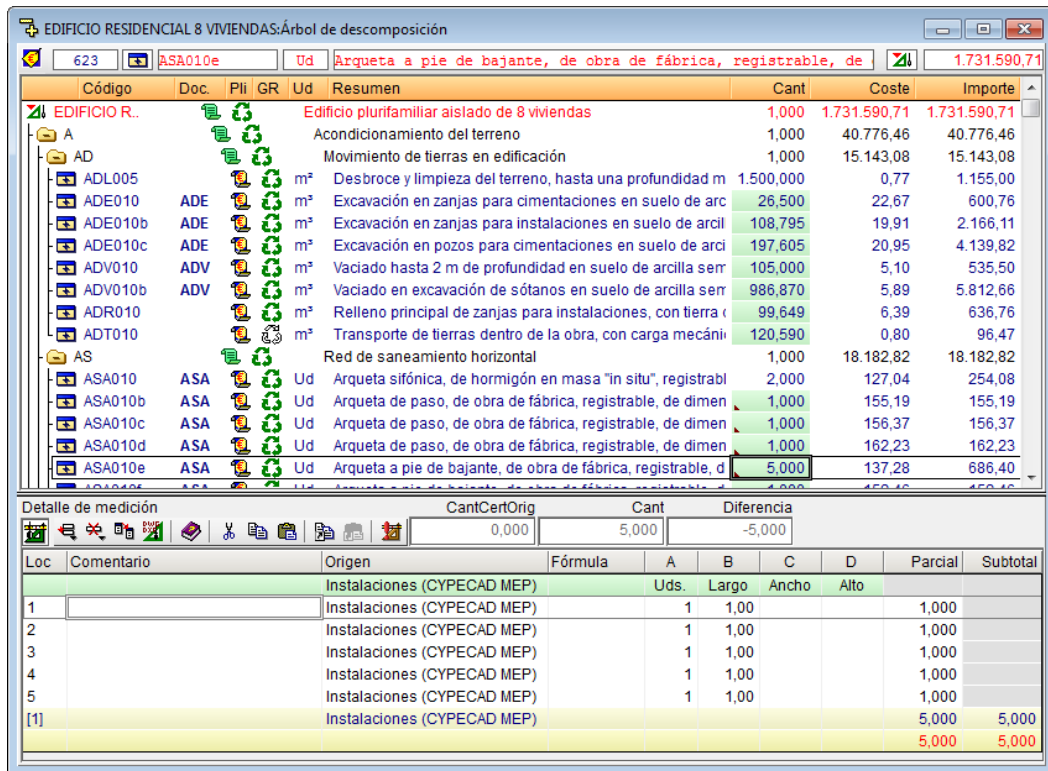 EDIFICIO RESIDENCIAL 8 VIVIENDAS:Árbol de descomposición
623 ASA010e Ud Arqueta a pie de bajante, de obra de fábrica, registrable, de 1.731.590,71
Código Doc. Pli GR Ud Resumen Cant Coste Importe
EDIFICIO R.. Edificio plurifamiliar aislado de 8 viviendas 1,000 1.731.590,71 1.731.590,71
A Acondicionamiento del terreno 1,000 40.776,46 40.776,46
AD Movimiento de tierras en edificación 1,000 15.143,08 15.143,08
ADL005 m² Desbroce y limpieza del terreno, hasta una profundidad m 1.500,000 0,77 1.155,00
ADE010 ADE m³ Excavación en zanjas para cimentaciones en suelo de arc 26,500 22,67 600,76
ADE010b ADE m³ Excavación en zanjas para instalaciones en suelo de arcil 108,795 19,91 2.166,11
ADE010c ADE m³ Excavación en pozos para cimentaciones en suelo de arci 197,605 20,95 4.139,82
ADV010 ADV m³ Vaciado hasta 2 m de profundidad en suelo de arcilla sem 105,000 5,10 535,50
ADV010b ADV m³ Vaciado en excavación de sótanos en suelo de arcilla sem 986,870 5,89 5.812,66
ADR010 m³ Relleno principal de zanjas para instalaciones, con tierra 99,649 6,39 636,76
ADT010 m³ Transporte de tierras dentro de la obra, con carga mecáni 120,590 0,80 96,47
AS Red de saneamiento horizontal 1,000 18.182,82 18.182,82
ASA010 ASA Ud Arqueta sifónica, de hormigón en masa "in situ", registrabl 2,000 127,04 254,08
ASA010b ASA Ud Arqueta de paso, de obra de fábrica, registrable, de dimen 1,000 155,19 155,19
ASA010c ASA Ud Arqueta de paso, de obra de fábrica, registrable, de dimen 1,000 156,37 156,37
ASA010d ASA Ud Arqueta de paso, de obra de fábrica, registrable, de dimen 1,000 162,23 162,23
ASA010e ASA Ud Arqueta a pie de bajante, de obra de fábrica, registrable, d 5,000 137,28 686,40
Detalle de medición CantCertOrig Cant Diferencia
0,000 5,000 -5,000
Loc Comentario Origen Fórmula A B C D Parcial Subtotal
Instalaciones (CYPECAD MEP) Uds. Largo Ancho Alto
1 Instalaciones (CYPECAD MEP) 1 1,00 1,000
2 Instalaciones (CYPECAD MEP) 1 1,00 1,000
3 Instalaciones (CYPECAD MEP) 1 1,00 1,000
4 Instalaciones (CYPECAD MEP) 1 1,00 1,000
5 Instalaciones (CYPECAD MEP) 1 1,00 1,000
[1] Instalaciones (CYPECAD MEP) 5,000 5,000
5,000 5,000